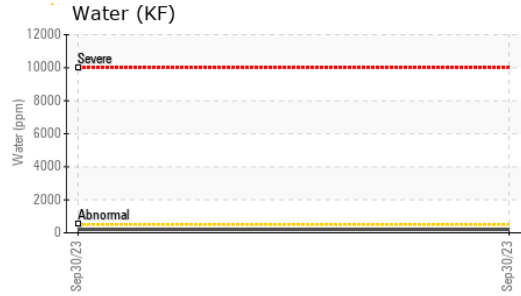 Water (KF)
12000
Severe
10000
8000
6000
4000
2000
Abnormal
0
Water (ppm)
Sep30/23
Sep30/23